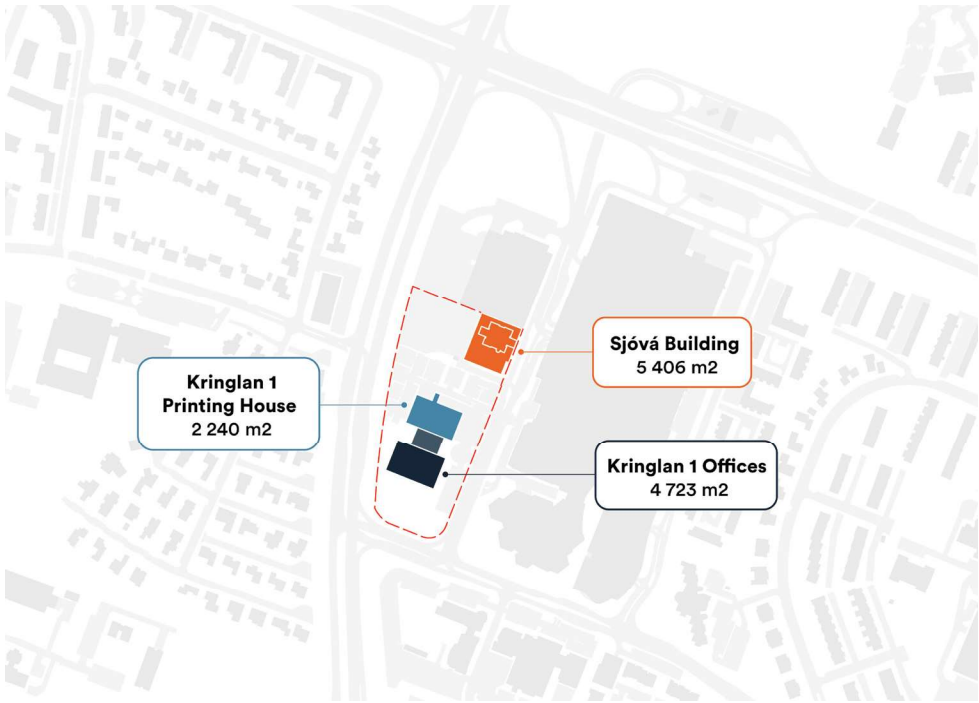 Sjóvá Building
5 406 m2
Kringlan 1
Printing House
2 240 m2
Kringlan 1 Offices
4 723 m2